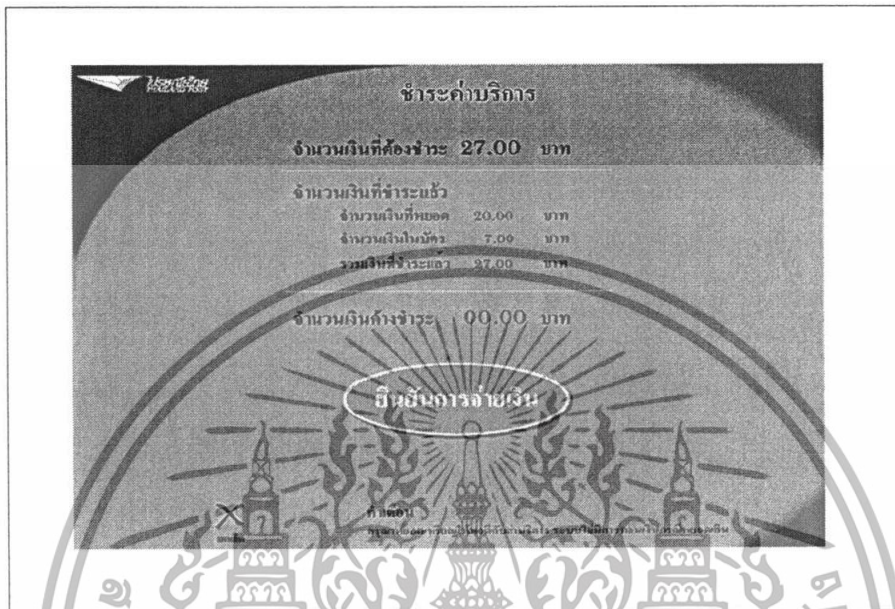 ไปรษณีย์ไทย
ชำระค่าบริการ
จำนวนเงินที่ต้องชำระ 27.00 บาท
จำนวนเงินที่ชำระแล้ว
จำนวนเงินที่หยอด 20.00 บาท
จำนวนเงินในบัตร 7.00 บาท
รวมเงินที่ชำระแล้ว 27.00 บาท
จำนวนเงินค้างชำระ 00.00 บาท
ยืนยันการจ่ายเงิน
คำเตือน